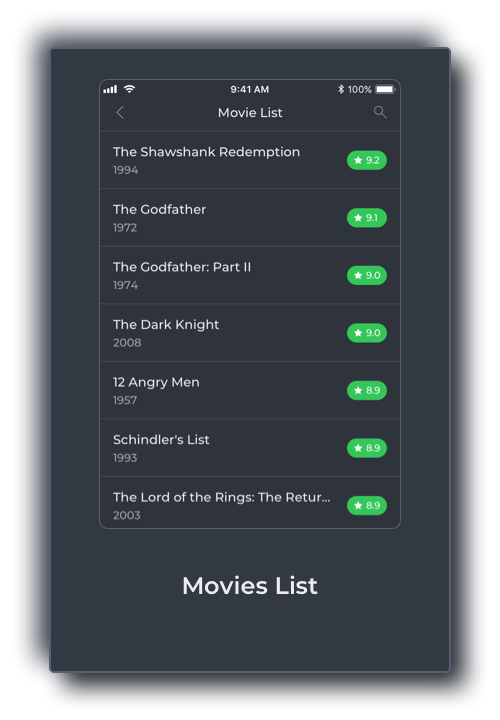 9:41 AM
100%
Movie List
The Shawshank Redemption
9.2
1994
The Godfather
9.1
1972
The Godfather: Part II
9.0
1974
The Dark Knight
9.0
2008
12 Angry Men
8.9
1957
Schindler's List
8.9
1993
The Lord of the Rings: The Retur...
8.9
2003
Movies List